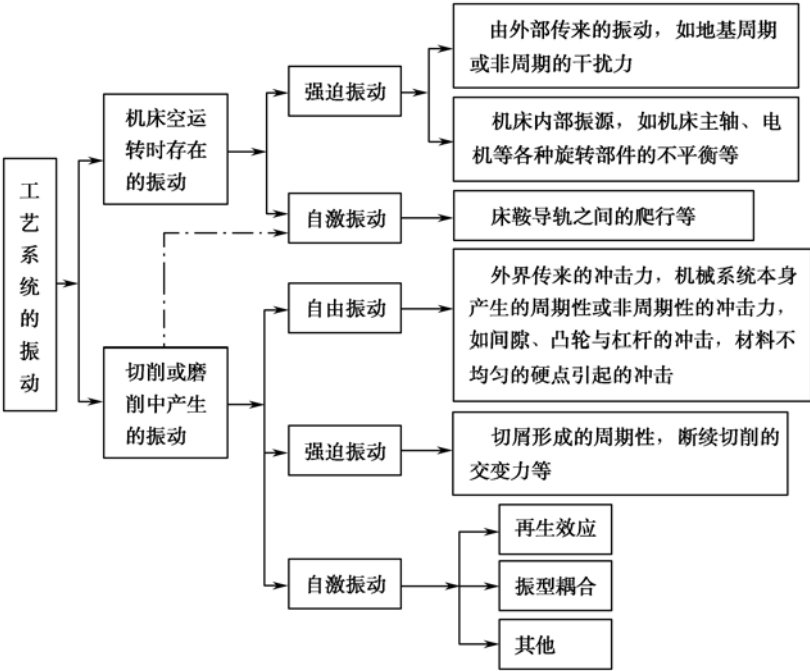 工艺系统的振动
机床空运
转时存在
的振动
强迫振动
由外部传来的振动，如地基周期
或非周期的干扰力
机床内部振源，如机床主轴、电
机等各种旋转部件的不平衡等
自激振动
床鞍导轨之间的爬行等
切削或磨
削中产生
的振动
自由振动
外界传来的冲击力，机械系统本身
产生的周期性或非周期性的冲击力，
如间隙、凸轮与杠杆的冲击，材料不
均匀的硬点引起的冲击
强迫振动
切屑形成的周期性，断续切削的
交变力等
自激振动
再生效应
振型耦合
其他